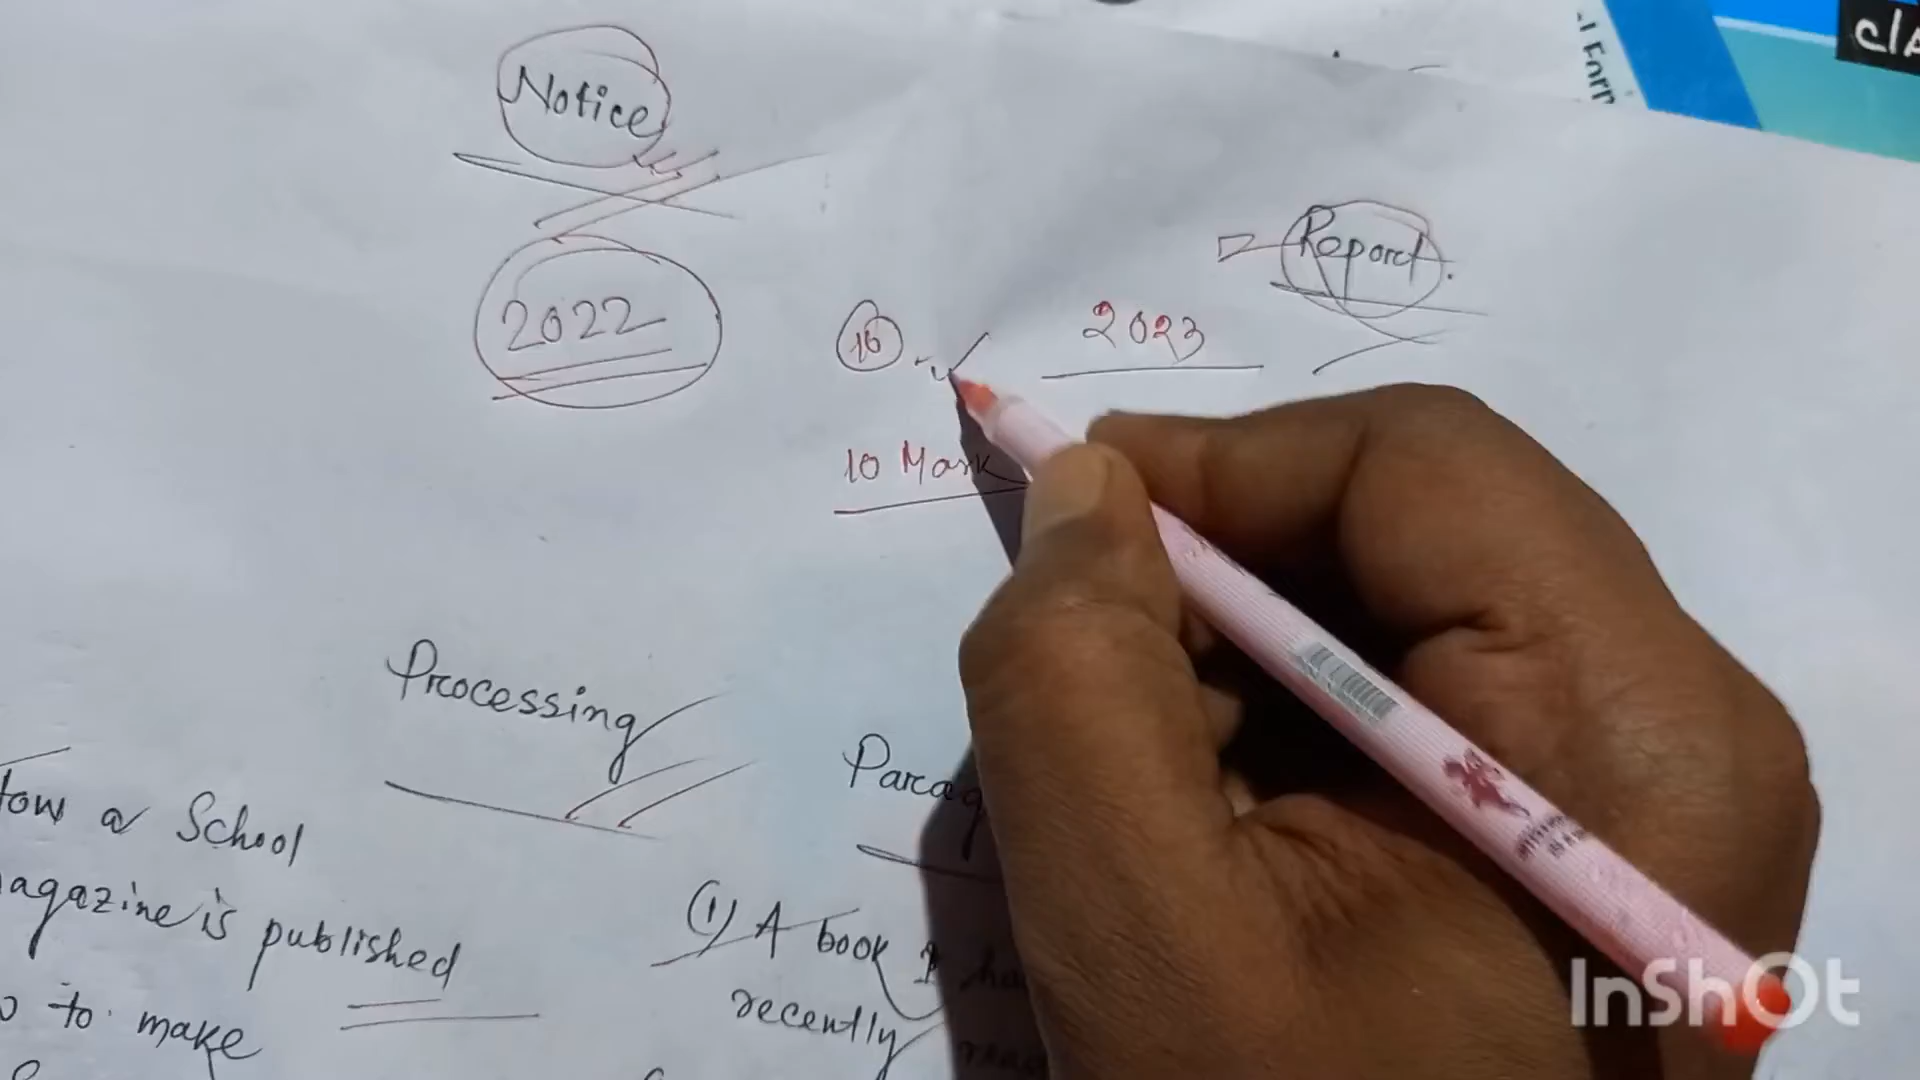 Notice
2022
Report.
16
2023
10 Mark
Processing
How a School
magazine is published
to make
Parag
(1) A book I ha
recently
InShOt